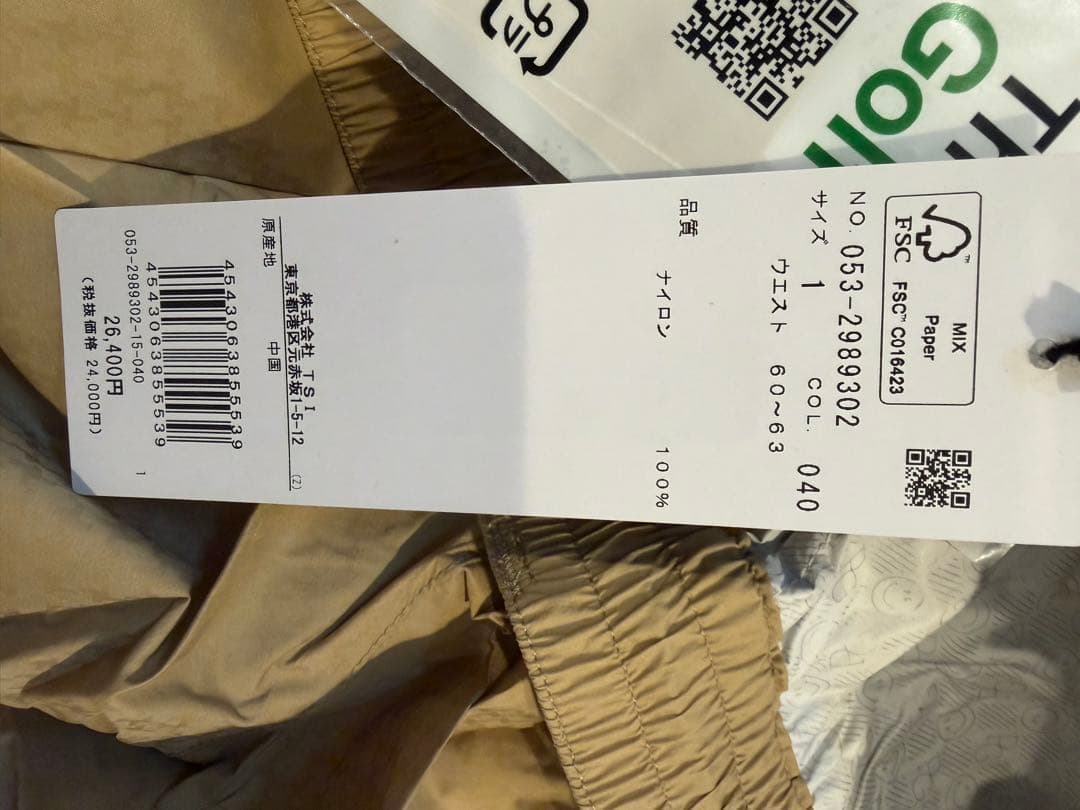 MIX
Paper
FSC™ C016423
FSC
NO. 053-2989302
サイズ 1 COL. 040
ウエスト 60~63
品質
ナイロン 100%
株式会社 TSI
東京都港区元赤坂1-5-12 (2)
原産地 中国
4543063855539
4543063855539
053-2989302-15-040
1
26,400円
(税抜価格 24,000円)